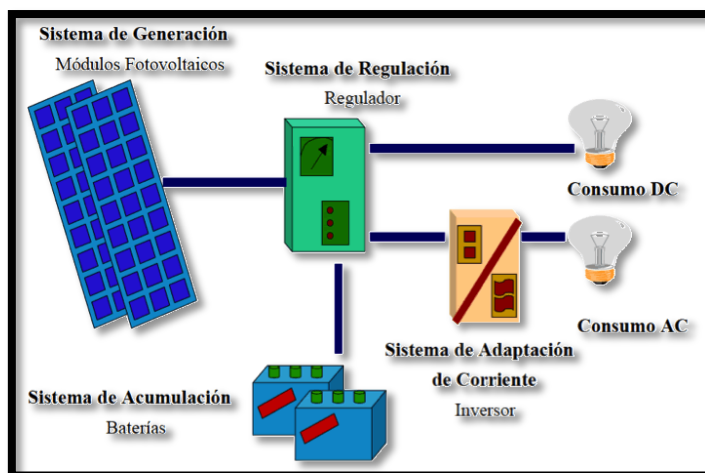 Sistema de Generación
Módulos Fotovoltaicos
Sistema de Regulación
Regulador
Consumo DC
Consumo AC
Sistema de Adaptación
de Corriente
Inversor
Sistema de Acumulación
Baterías